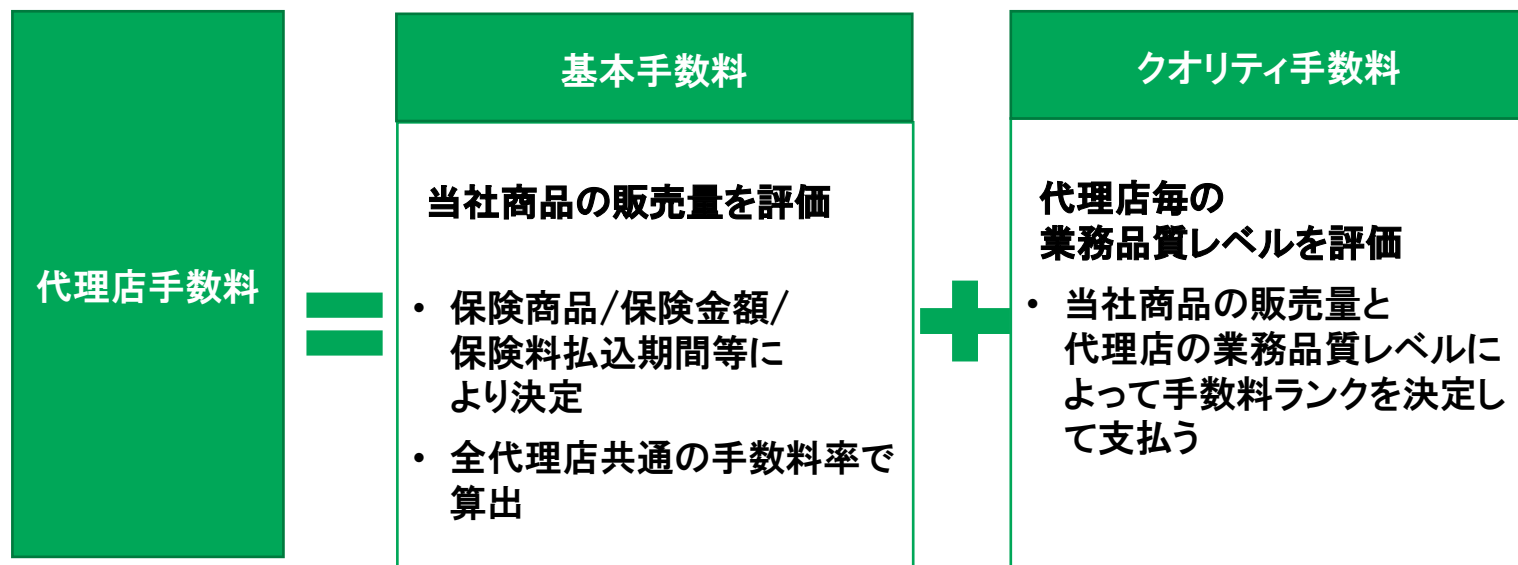 代理店手数料
基本手数料
当社商品の販売量を評価
・ 保険商品/保険金額/
保険料払込期間等に
より決定
・ 全代理店共通の手数料率で
算出
クオリティ手数料
代理店毎の
業務品質レベルを評価
・ 当社商品の販売量と
代理店の業務品質レベルに
よって手数料ランクを決定し
て支払う